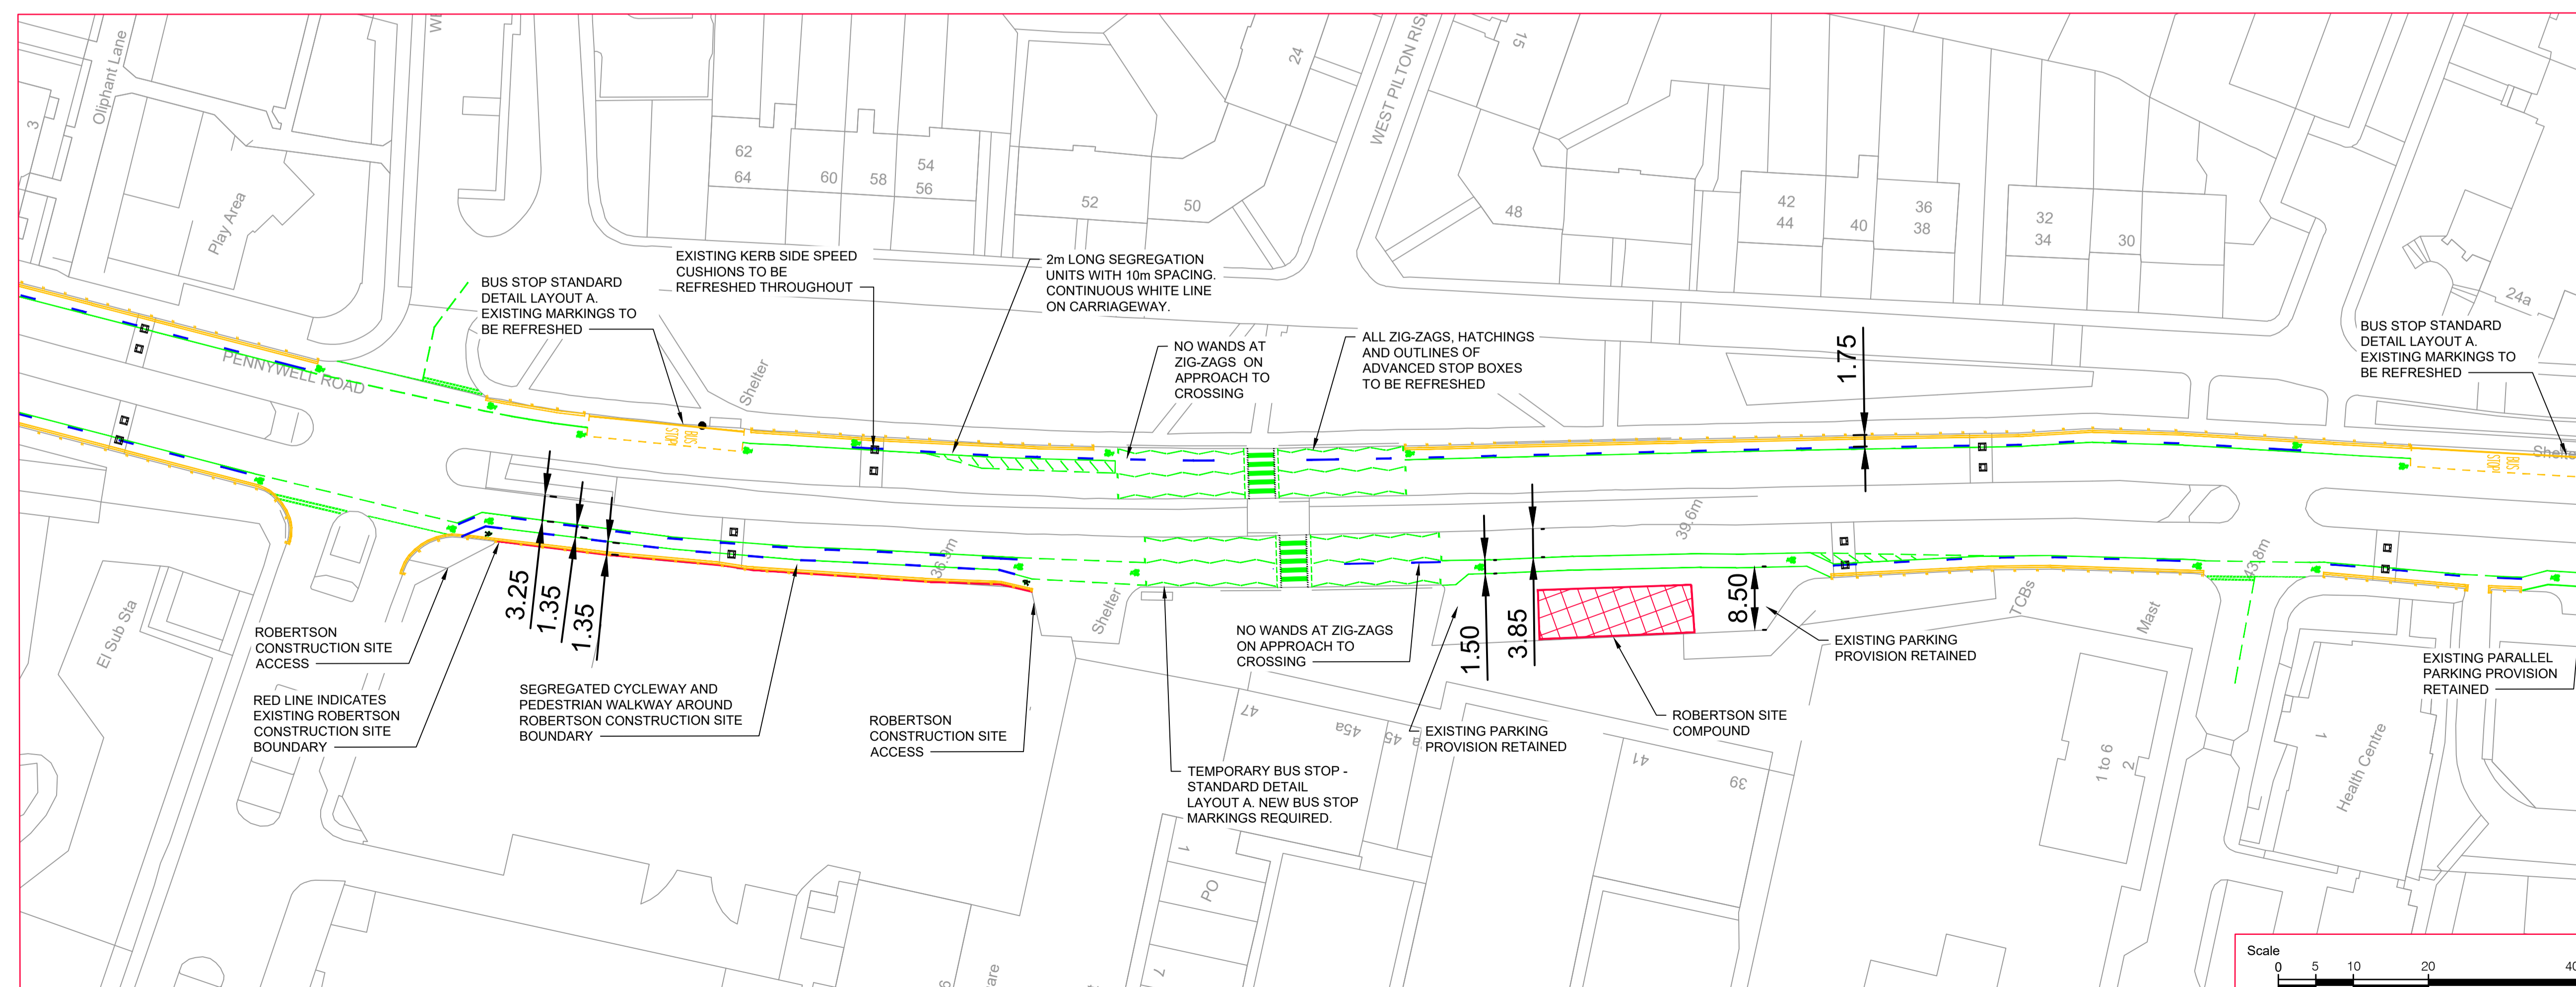 Oliphant Lane
3
Play Area
PENNYWELL ROAD
62
64
60
58
54
56
52
50
24
WEST PILTON RISE
15
48
42
44
40
36
38
32
34
30
24a
BUS STOP STANDARD
DETAIL LAYOUT A.
EXISTING MARKINGS TO
BE REFRESHED
EXISTING KERB SIDE SPEED
CUSHIONS TO BE
REFRESHED THROUGHOUT
2m LONG SEGREGATION
UNITS WITH 10m SPACING.
CONTINUOUS WHITE LINE
ON CARRIAGEWAY.
NO WANDS AT
ZIG-ZAGS ON
APPROACH TO
CROSSING
ALL ZIG-ZAGS, HATCHINGS
AND OUTLINES OF
ADVANCED STOP BOXES
TO BE REFRESHED
1.75
BUS STOP STANDARD
DETAIL LAYOUT A.
EXISTING MARKINGS TO
BE REFRESHED
Shelter
BUS
STOP
BUS
STOP
Shelte
3.25
1.35
1.35
36.9m
Shelter
39.6m
43.8m
1.50
3.85
8.50
TCBs
Mast
El Sub Sta
ROBERTSON
CONSTRUCTION SITE
ACCESS
RED LINE INDICATES
EXISTING ROBERTSON
CONSTRUCTION SITE
BOUNDARY
SEGREGATED CYCLEWAY AND
PEDESTRIAN WALKWAY AROUND
ROBERTSON CONSTRUCTION SITE
BOUNDARY
ROBERTSON
CONSTRUCTION SITE
ACCESS
NO WANDS AT ZIG-ZAGS
ON APPROACH TO
CROSSING
EXISTING PARKING
PROVISION RETAINED
ROBERTSON SITE
COMPOUND
EXISTING PARKING
PROVISION RETAINED
EXISTING PARALLEL
PARKING PROVISION
RETAINED
TEMPORARY BUS STOP -
STANDARD DETAIL
LAYOUT A. NEW BUS STOP
MARKINGS REQUIRED.
47
45a
45
41
39
1
PO
7
1 to 6
2
1
Health Centre
Scale
0 5 10 20 40